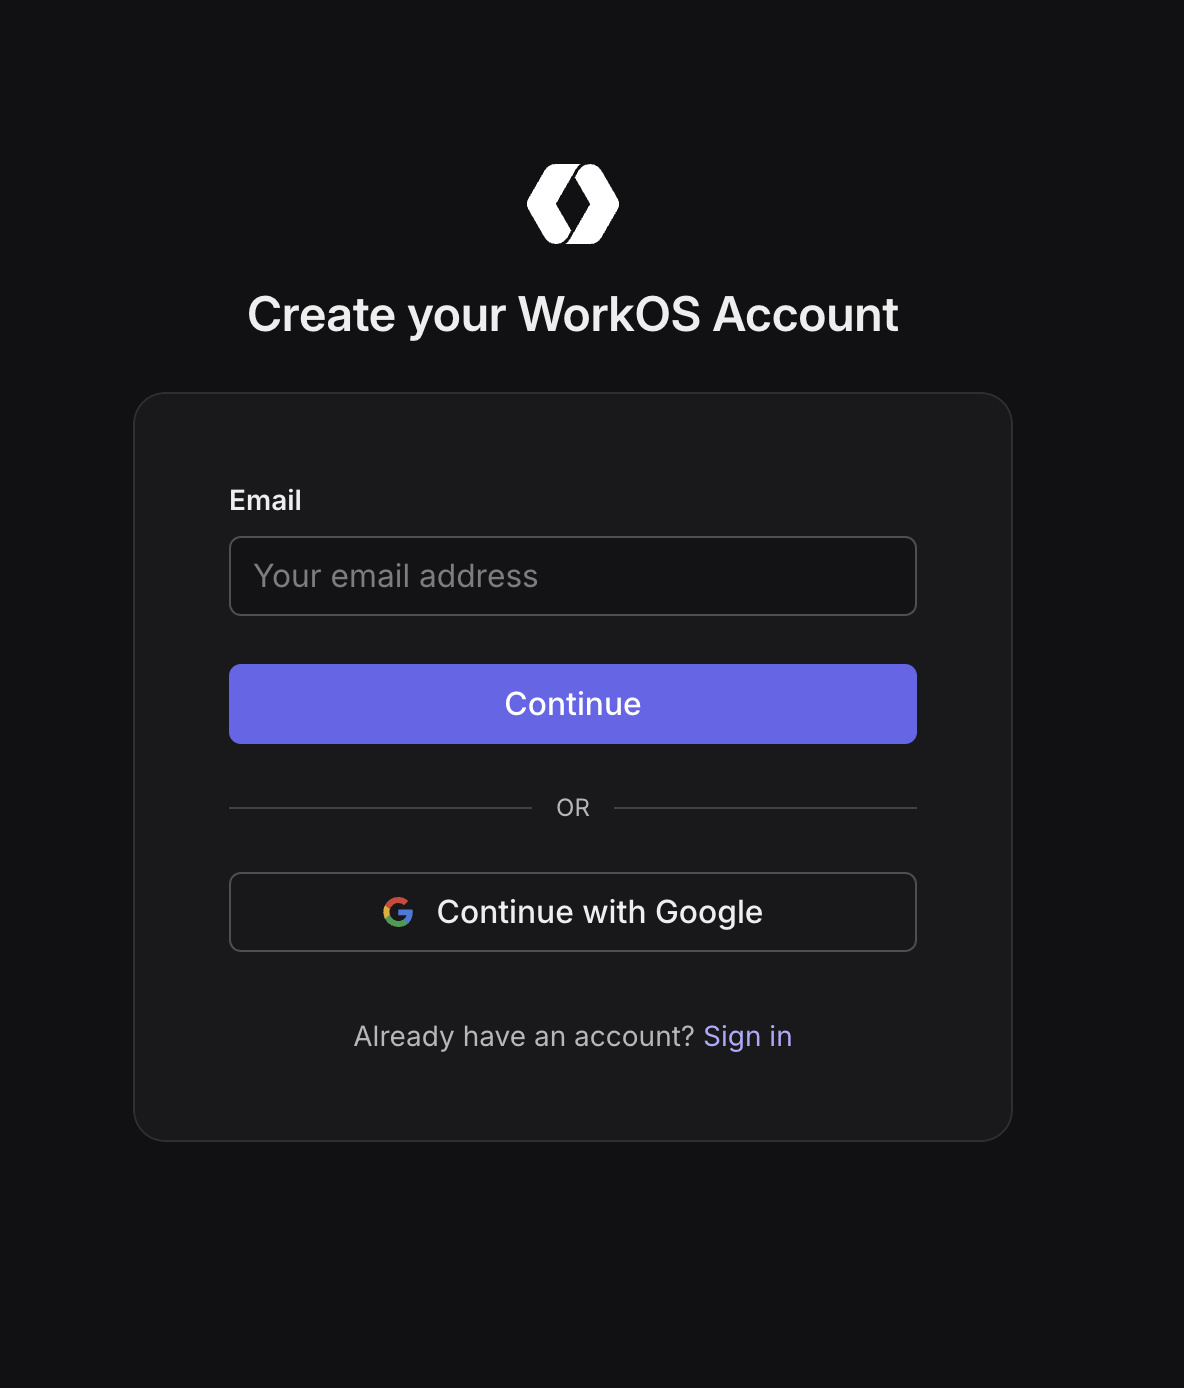 Create your WorkOS Account
Email
Your email address
Continue
OR
Continue with Google
Already have an account? Sign in